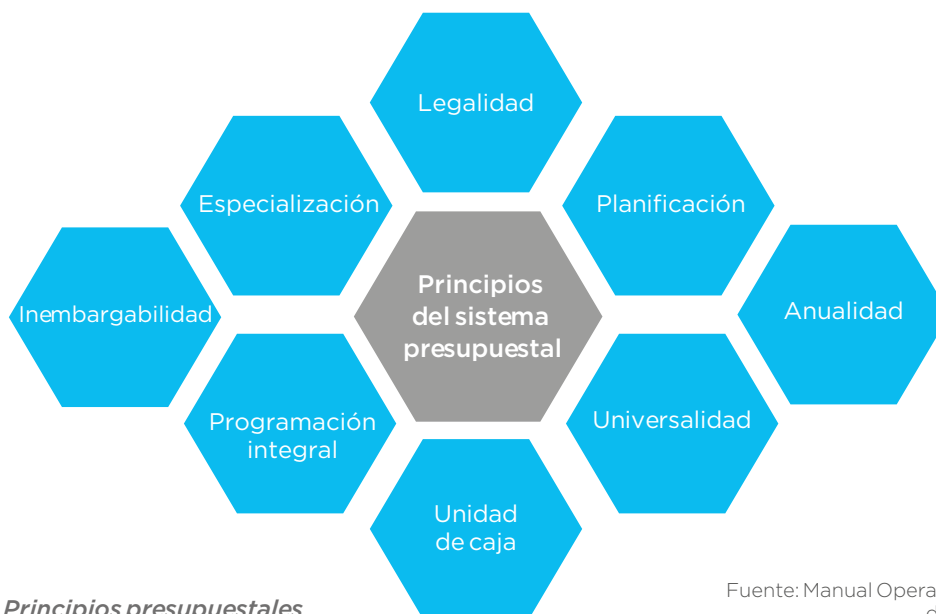 Legalidad
Especialización
Planificación
Inembargabilidad
Principios
del sistema
presupuestal
Anualidad
Programación
integral
Universalidad
Unidad
de caja
Principios presupuestales
Fuente: Manual Opera